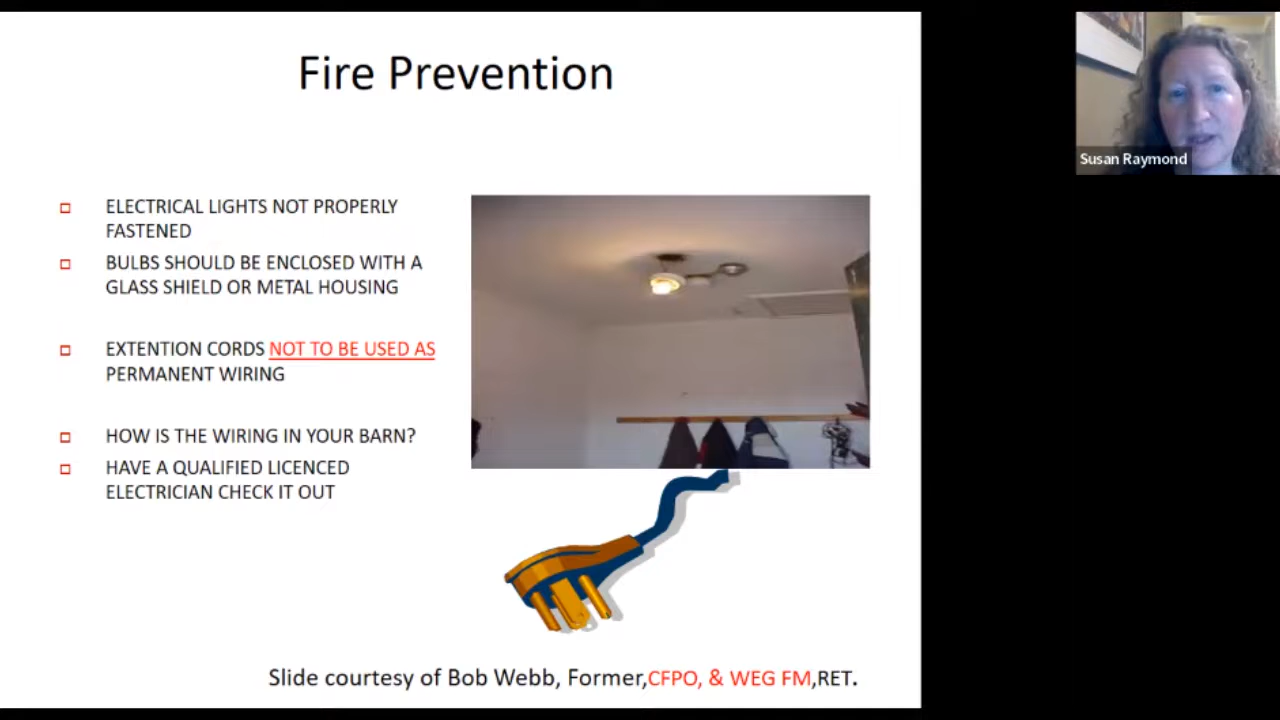 Fire Prevention
ELECTRICAL LIGHTS NOT PROPERLY
FASTENED
BULBS SHOULD BE ENCLOSED WITH A
GLASS SHIELD OR METAL HOUSING
EXTENTION CORDS NOT TO BE USED AS
PERMANENT WIRING
HOW IS THE WIRING IN YOUR BARN?
HAVE A QUALIFIED LICENCED
ELECTRICIAN CHECK IT OUT
Slide courtesy of Bob Webb, Former,CFPO, & WEG FM,RET.
Susan Raymond